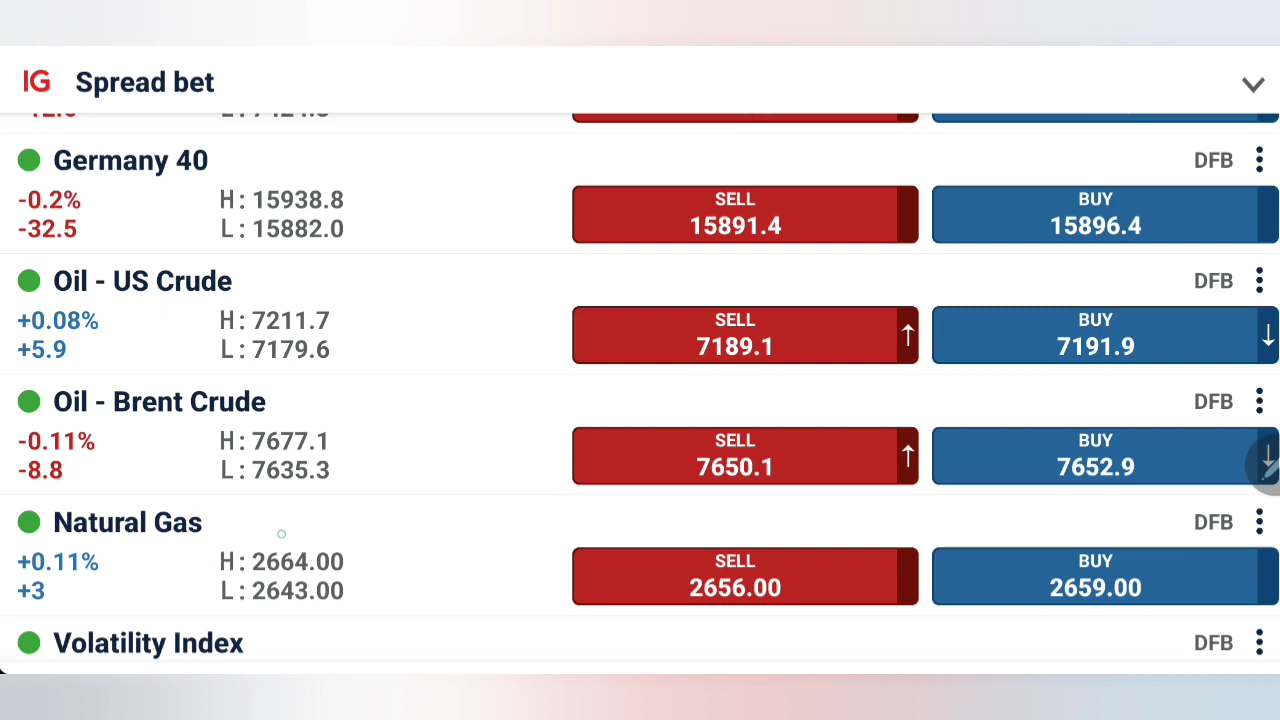 IG Spread bet
Germany 40 DFB
-0.2% H: 15938.8 SELL BUY
-32.5 L: 15882.0 15891.4 15896.4
Oil - US Crude DFB
+0.08% H: 7211.7 SELL BUY
+5.9 L: 7179.6 7189.1 7191.9
Oil - Brent Crude DFB
-0.11% H: 7677.1 SELL BUY
-8.8 L: 7635.3 7650.1 7652.9
Natural Gas DFB
+0.11% H: 2664.00 SELL BUY
+3 L: 2643.00 2656.00 2659.00
Volatility Index DFB